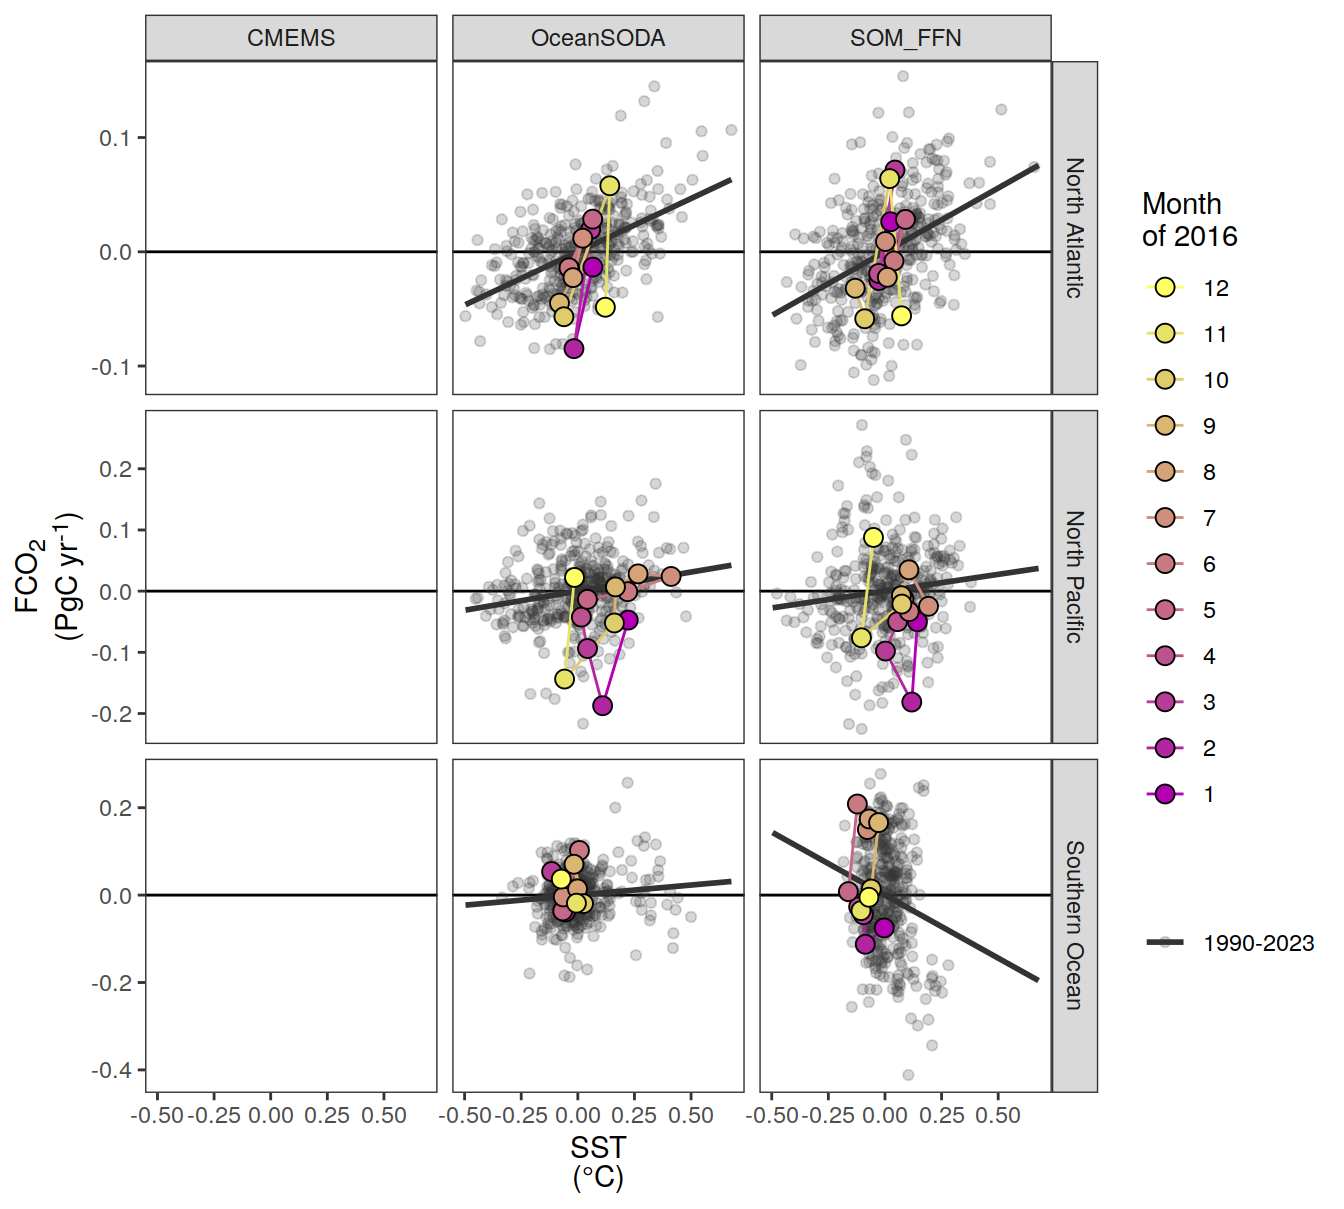 CMEMS OceanSODA SOM_FFN
0.1
0.0
-0.1
North Atlantic
0.2
0.1
0.0
-0.1
-0.2
North Pacific
0.2
0.0
-0.2
-0.4
Southern Ocean
-0.50 -0.25 0.00 0.25 0.50 -0.50 -0.25 0.00 0.25 0.50 -0.50 -0.25 0.00 0.25 0.50
SST
(°C)
FCO₂
(PgC yr⁻¹)
Month
of 2016
12
11
10
9
8
7
6
5
4
3
2
1
1990-2023